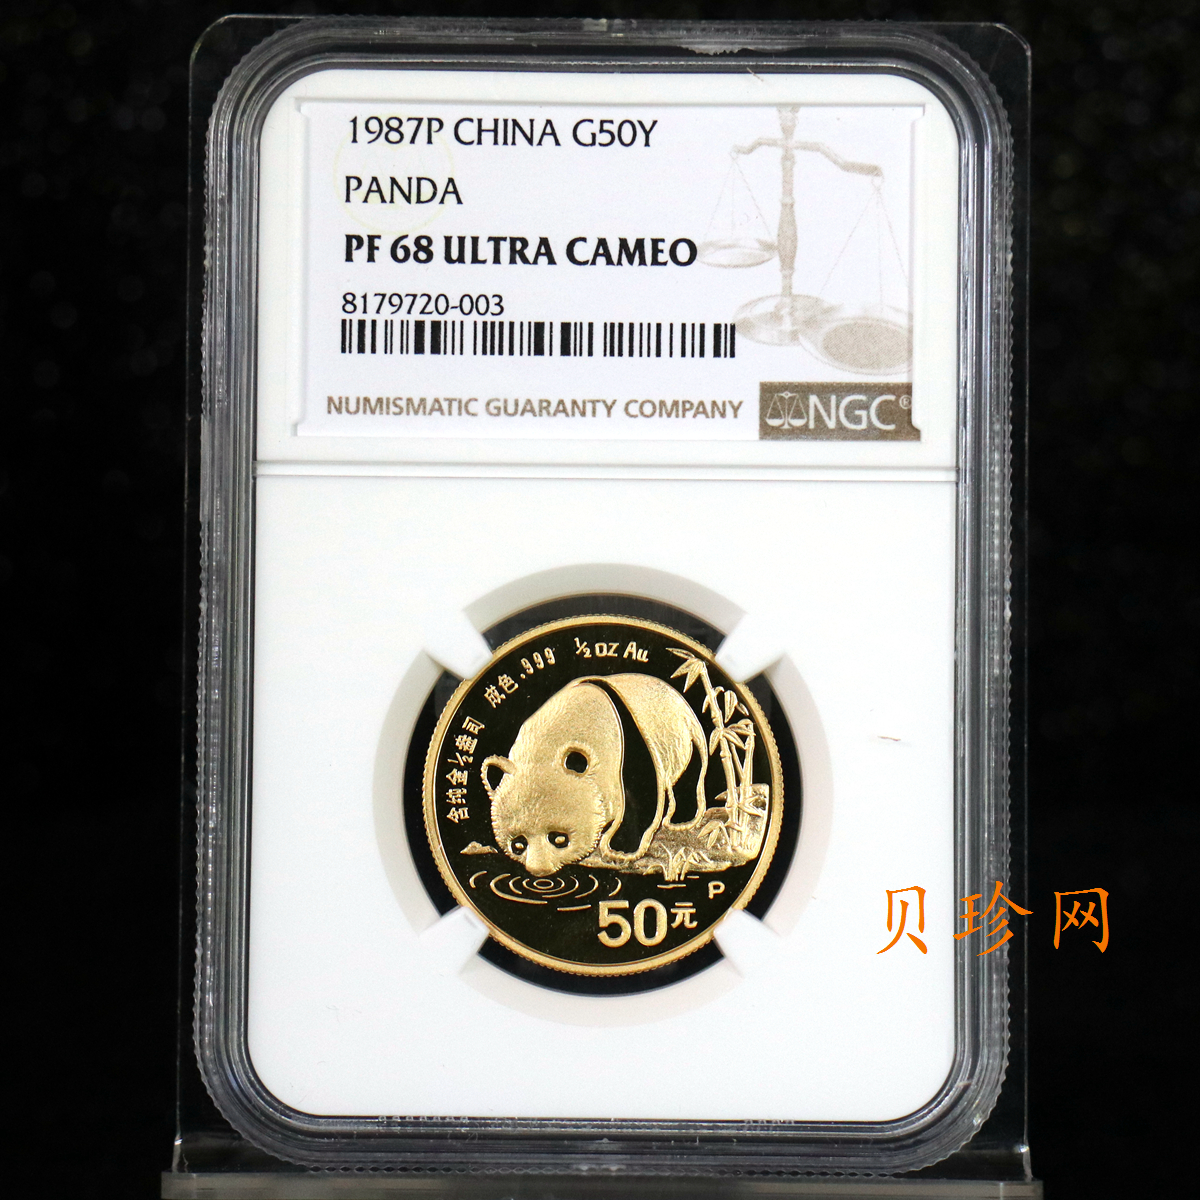 1987P CHINA G50Y
PANDA
PF 68 ULTRA CAMEO
8179720-003
NUMISMATIC GUARANTY COMPANY
NGC®
含纯金½盎司 成色.999 ½ OZ Au
P
50元
贝珍网